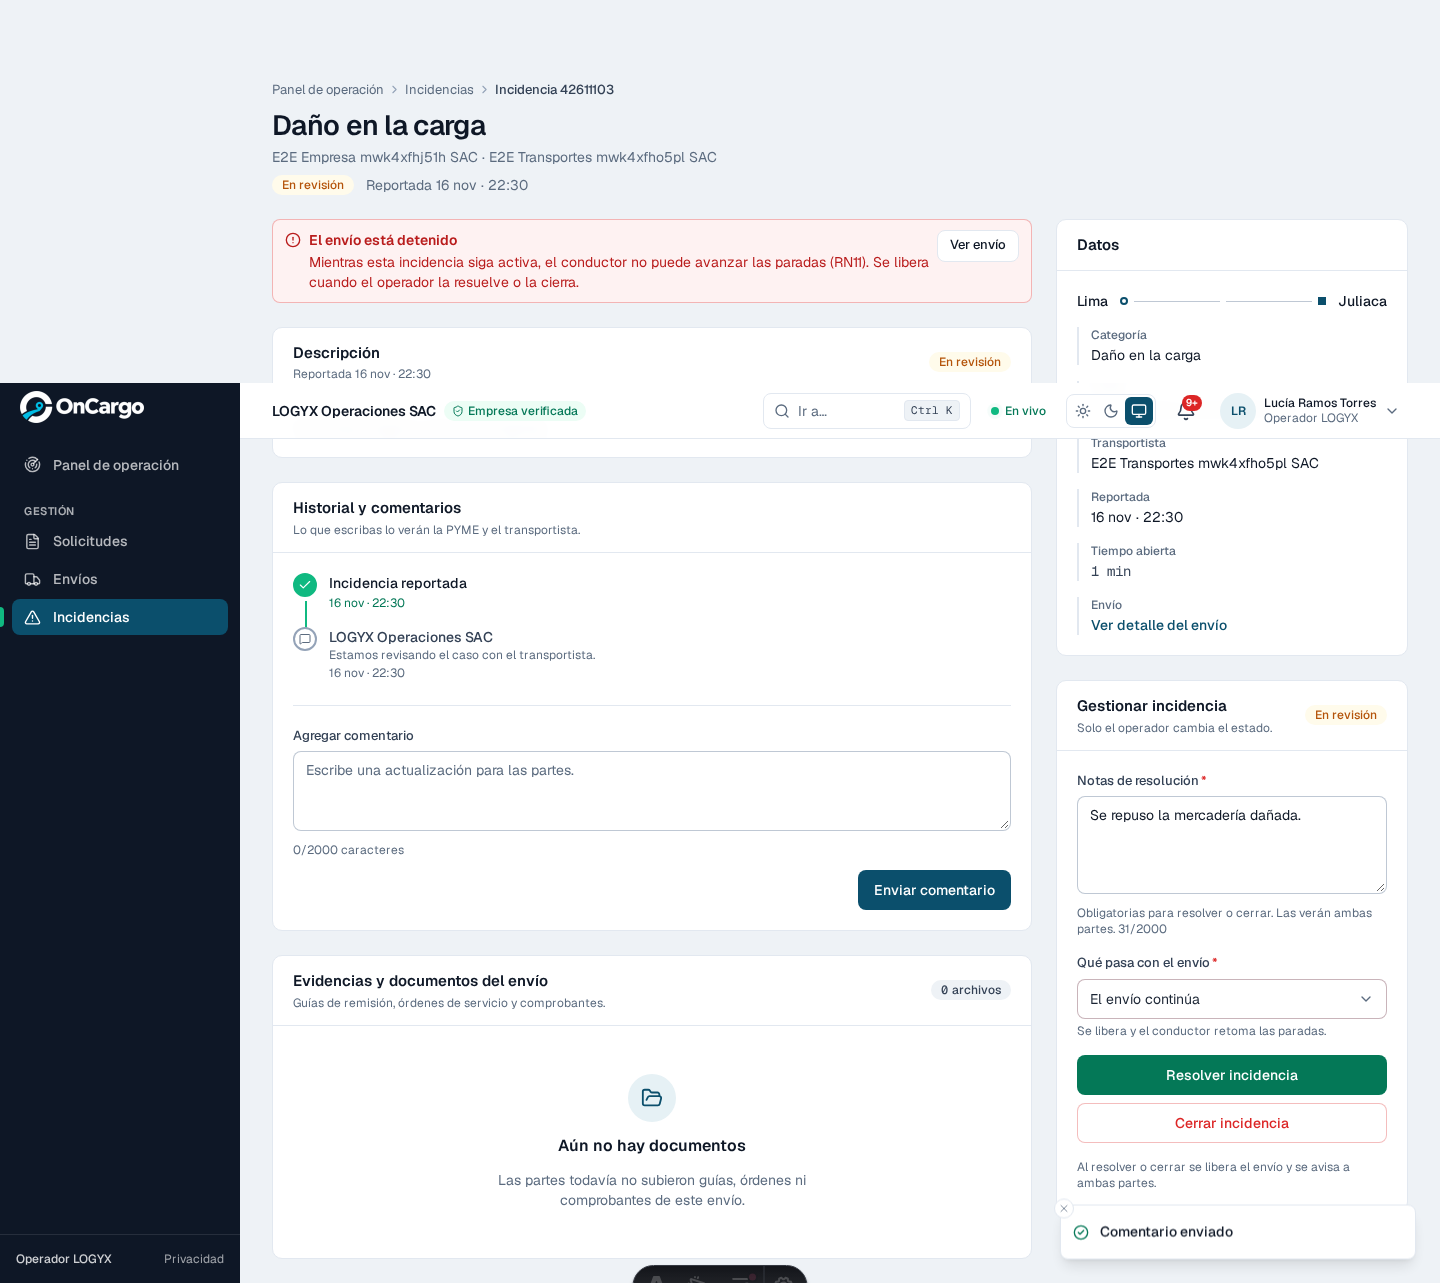 Panel de operación > Incidencias > Incidencia 42611103
Daño en la carga
E2E Empresa mwk4xfhj51h SAC · E2E Transportes mwk4xfho5pl SAC
En revisión Reportada 16 nov · 22:30
El envío está detenido
Mientras esta incidencia siga activa, el conductor no puede avanzar las paradas (RN11). Se libera
cuando el operador la resuelve o la cierra.
Ver envío
Descripción
Reportada 16 nov · 22:30
En revisión
OnCargo
Panel de operación
GESTIÓN
Solicitudes
Envíos
Incidencias
Operador LOGYX Privacidad
LOGYX Operaciones SAC Empresa verificada
Ir a... Ctrl K
En vivo
9+
LR
Lucía Ramos Torres
Operador LOGYX
Historial y comentarios
Lo que escribas lo verán la PYME y el transportista.
Incidencia reportada
16 nov · 22:30
LOGYX Operaciones SAC
Estamos revisando el caso con el transportista.
16 nov · 22:30
Agregar comentario
Escribe una actualización para las partes.
0/2000 caracteres
Enviar comentario
Evidencias y documentos del envío
Guías de remisión, órdenes de servicio y comprobantes.
0 archivos
Aún no hay documentos
Las partes todavía no subieron guías, órdenes ni
comprobantes de este envío.
Datos
Lima Juliaca
Categoría
Daño en la carga
Transportista
E2E Transportes mwk4xfho5pl SAC
Reportada
16 nov · 22:30
Tiempo abierta
1 min
Envío
Ver detalle del envío
Gestionar incidencia
Solo el operador cambia el estado.
En revisión
Notas de resolución *
Se repuso la mercadería dañada.
Obligatorias para resolver o cerrar. Las verán ambas
partes. 31/2000
Qué pasa con el envío *
El envío continúa
Se libera y el conductor retoma las paradas.
Resolver incidencia
Cerrar incidencia
Al resolver o cerrar se libera el envío y se avisa a
ambas partes.
Comentario enviado